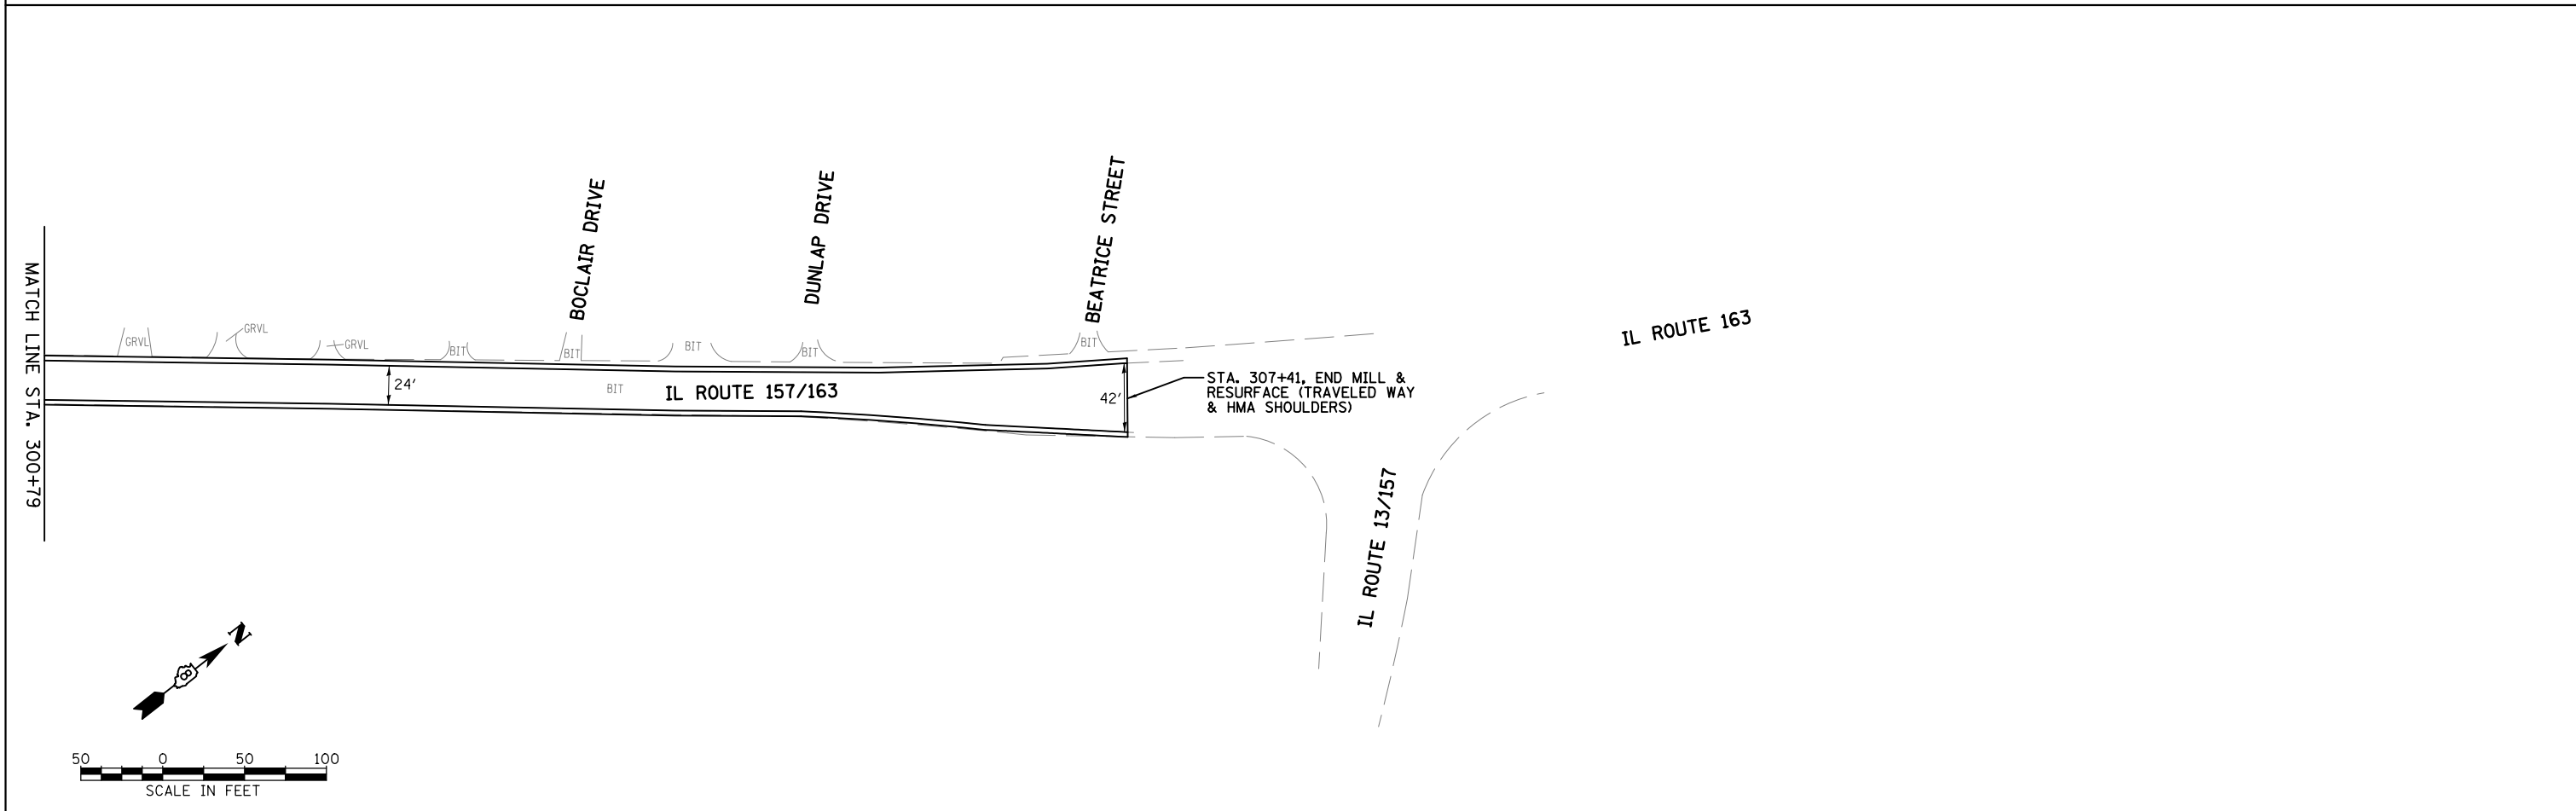 BOCLAIR DRIVE
DUNLAP DRIVE
BEATRICE STREET
IL ROUTE 163
MATCH LINE STA. 300+79
GRVL
GRVL
GRVL
BIT
BIT
BIT
BIT
BIT
24'
BIT
IL ROUTE 157/163
42'
STA. 307+41, END MILL &
RESURFACE (TRAVELED WAY
& HMA SHOULDERS)
IL ROUTE 13/157
N
8
50 0 50 100
SCALE IN FEET